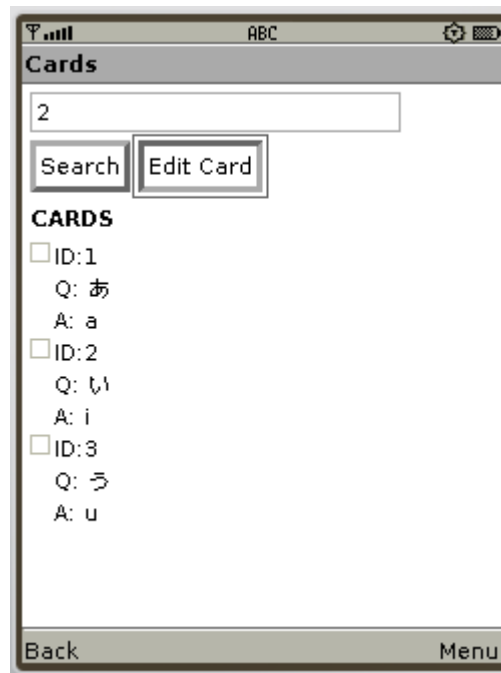 ABC
Cards
2
Search Edit Card
CARDS
ID:1
Q: あ
A: a
ID:2
Q: い
A: i
ID:3
Q: う
A: u
Back Menu